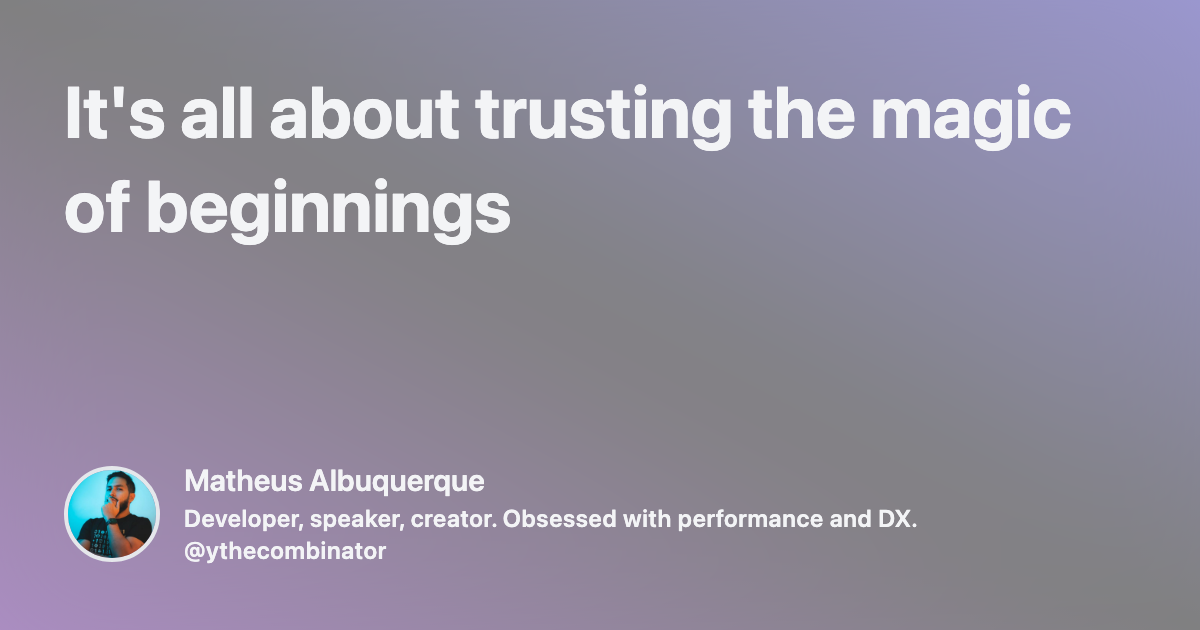 It's all about trusting the magic
of beginnings
Matheus Albuquerque
Developer, speaker, creator. Obsessed with performance and DX.
@ythecombinator